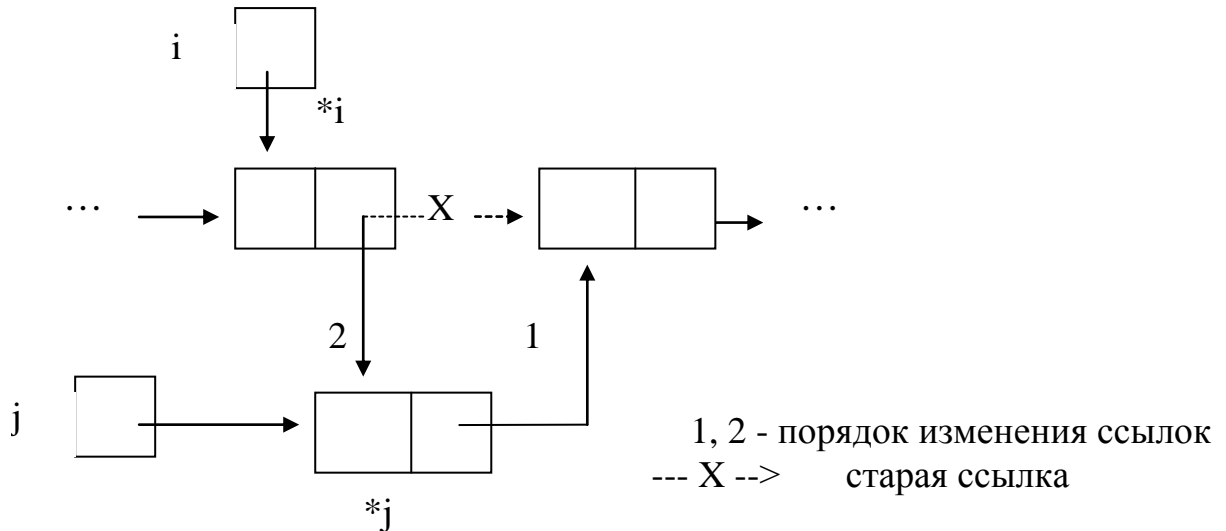 i
*i
…
X
…
2
1
j
1, 2 - порядок изменения ссылок
--- X --> старая ссылка
*j